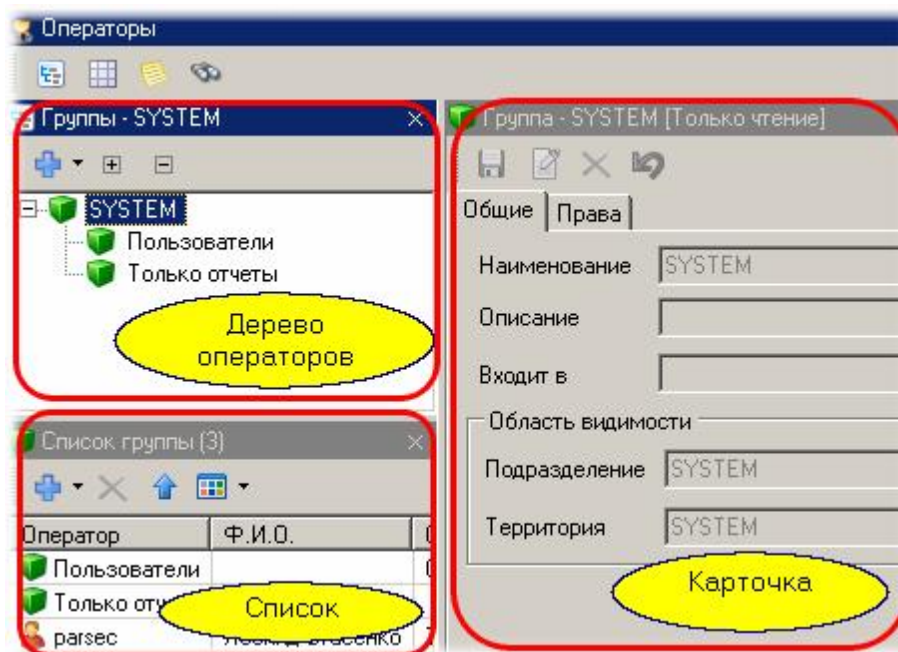 Операторы
Группы - SYSTEM
SYSTEM
Пользователи
Только отчеты
Дерево
операторов
Список группы (3)
Оператор Ф.И.О.
Пользователи
Только
parsec
Список
Группа - SYSTEM [Только чтение]
Общие Права
Наименование SYSTEM
Описание
Входит в
Область видимости
Подразделение SYSTEM
Территория SYSTEM
Карточка